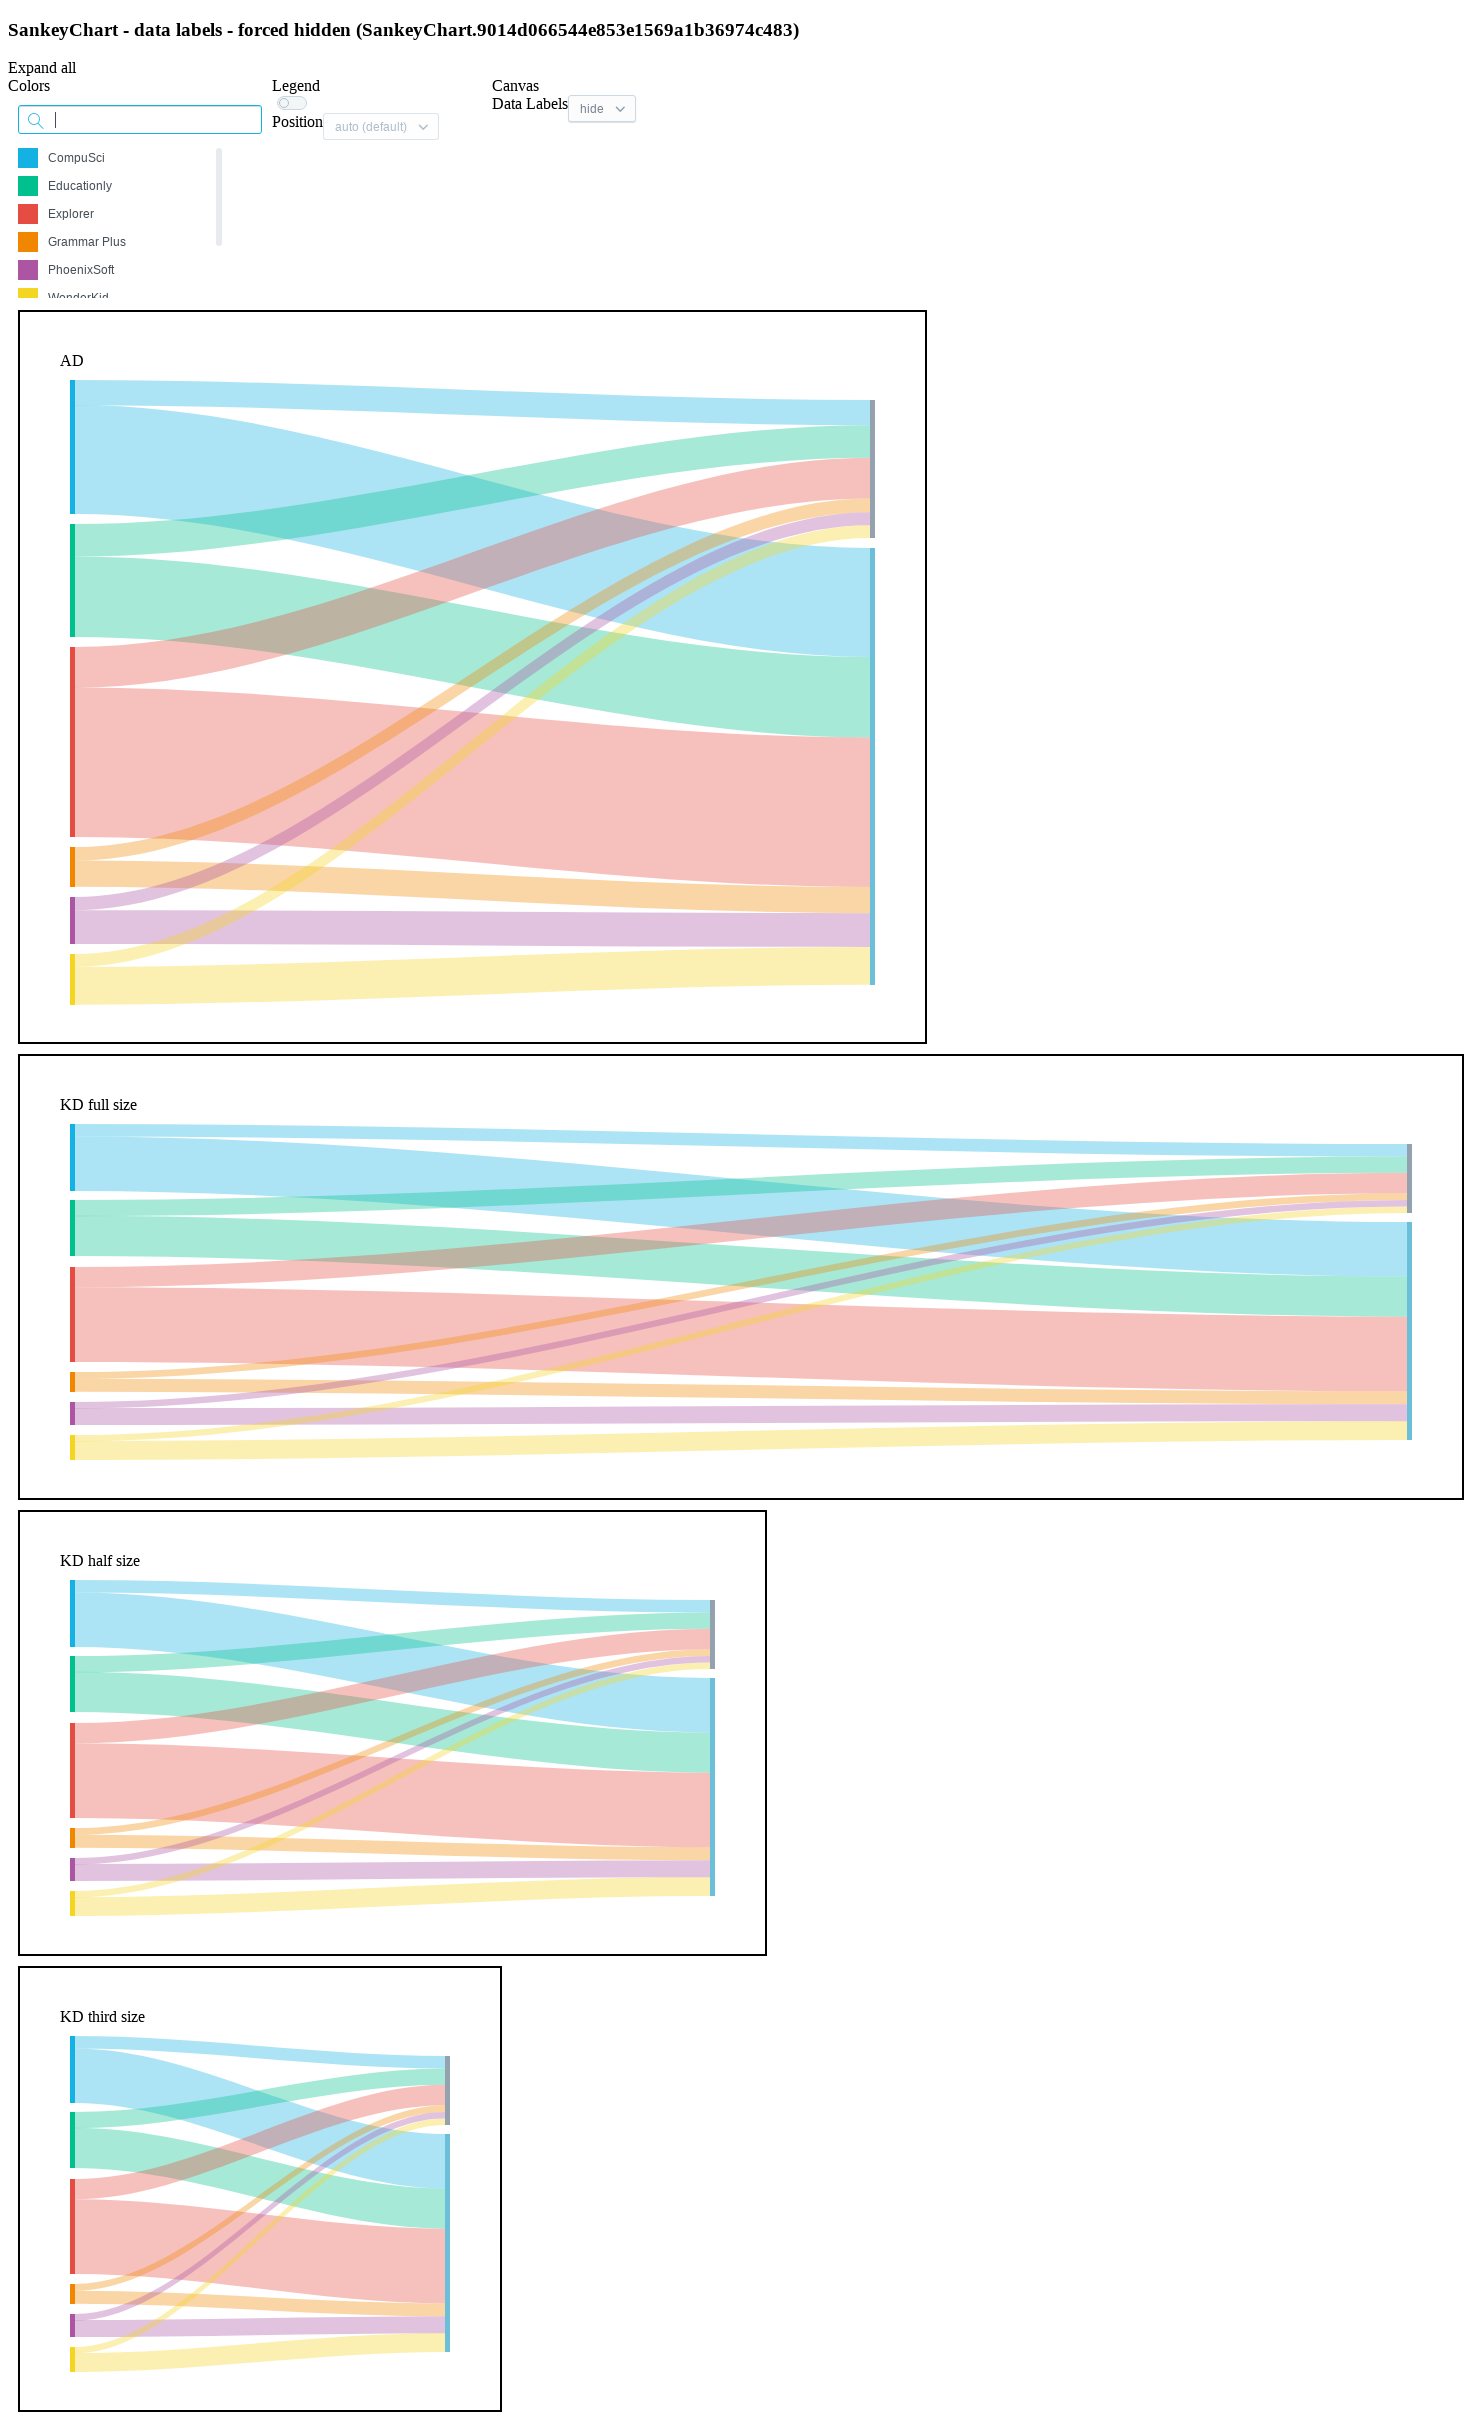 SankeyChart - data labels - forced hidden (SankeyChart.9014d066544e853e1569a1b36974c483)
Expand all
Colors
Legend
Canvas
Data Labels
hide
Position
auto (default)
CompuSci
Educationly
Explorer
Grammar Plus
PhoenixSoft
WonderKid
AD
KD full size
KD half size
KD third size